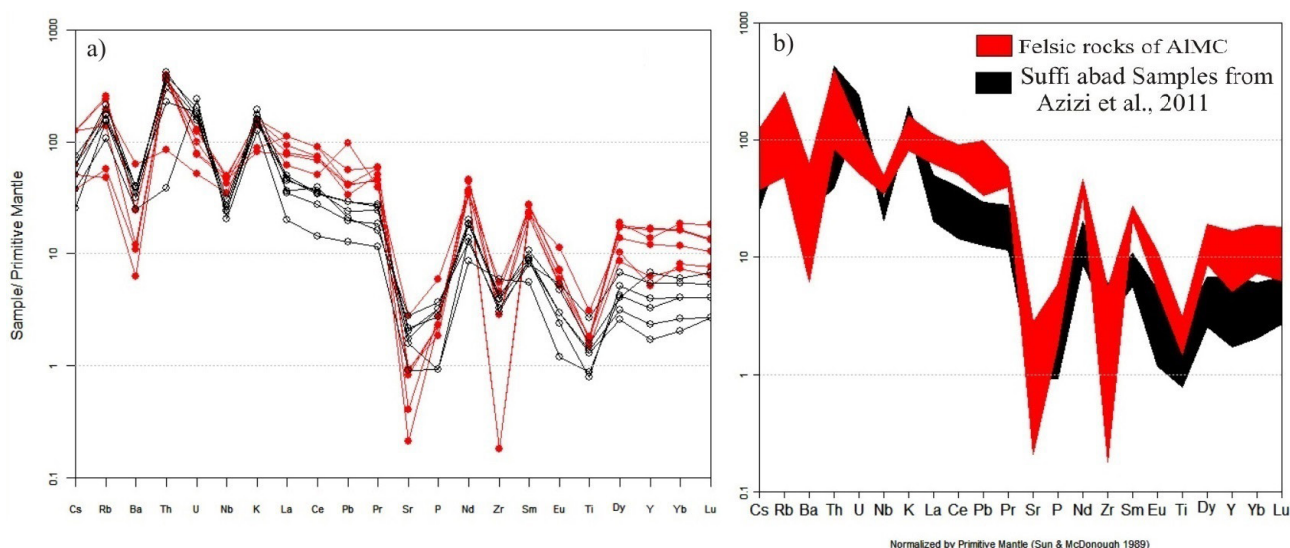 a)
1000
100
10
1
0.1
Sample/ Primitive Mantle
Cs Rb Ba Th U Nb K La Ce Pb Pr Sr P Nd Zr Sm Eu Ti Dy Y Yb Lu
b)
Felsic rocks of AlMC
Suffi abad Samples from
Azizi et al., 2011
1000
100
10
1
0.1
Cs Rb Ba Th U Nb K La Ce Pb Pr Sr P Nd Zr Sm Eu Ti Dy Y Yb Lu
Normalized by Primitive Mantle (Sun & McDonough 1989)